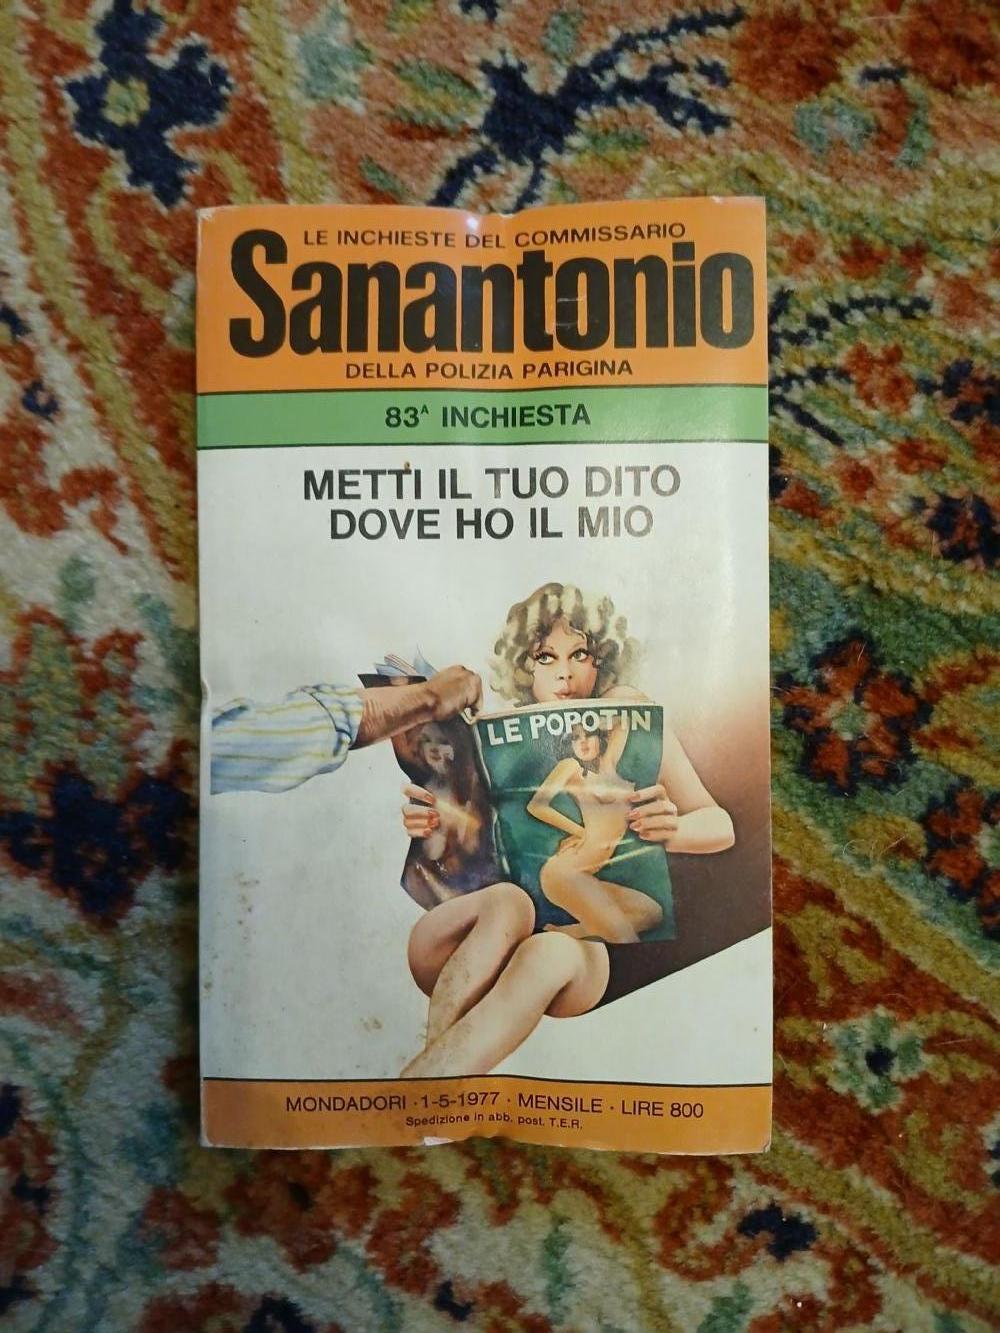 LE INCHIESTE DEL COMMISSARIO
Sanantonio
DELLA POLIZIA PARIGINA
83ᴬ INCHIESTA
METTI IL TUO DITO
DOVE HO IL MIO
LE POPOTIN
MONDADORI · 1-5-1977 · MENSILE · LIRE 800
Spedizione in abb. post. T.E.R.